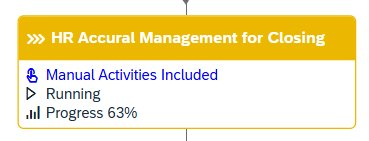 HR Accural Management for Closing
Manual Activities Included
Running
Progress 63%